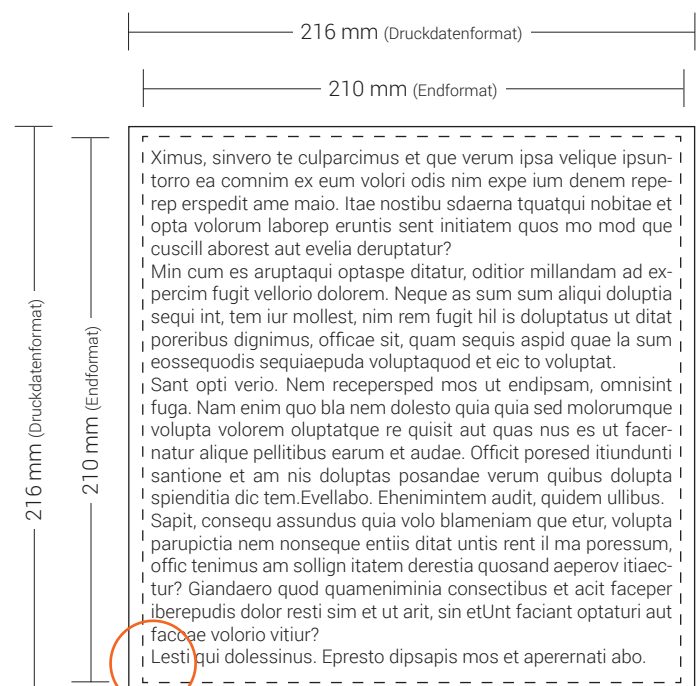 216 mm (Druckdatenformat)
210 mm (Endformat)
216 mm (Druckdatenformat)
210 mm (Endformat)
Ximus, sinvero te culparcimus et que verum ipsa velique ipsun-
torro ea comnim ex eum volori odis nim expe ium denem repe-
rep erspedit ame maio. Itae nostibu sdaerna tquatqui nobitae et
opta volorum laborep eruntis sent initiatem quos mo mod que
cuscill aborest aut evelia deruptatur?
Min cum es aruptaqui optaspe ditatur, oditior millandam ad ex-
percim fugit vellorio dolorem. Neque as sum sum aliqui doluptia
sequi int, tem iur mollest, nim rem fugit hil is doluptatus ut ditat
poreribus dignimus, officae sit, quam sequis aspid quae la sum
eossequodis sequiaepuda voluptaquod et eic to voluptat.
Sant opti verio. Nem recepersped mos ut endipsam, omnisint
fuga. Nam enim quo bla nem dolesto quia quia sed molorumque
volupta volorem oluptatque re quisit aut quas nus es ut facer-
natur alique pellitibus earum et audae. Officit poresed itiundunti
santione et am nis doluptas posandae verum quibus dolupta
spienditia dic tem.Evellabo. Ehenimintem audit, quidem ullibus.
Sapit, consequ assundus quia volo blameniam que etur, volupta
parupictia nem nonseque entiis ditat untis rent il ma poressum,
offic tenimus am sollign itatem derestia quosand aeperov itiaec-
tur? Giandaero quod quameniminia consectibus et acit faceper
iberepudis dolor resti sim et ut arit, sin etUnt faciant optaturi aut
faccae volorio vitiur?
Lesti qui dolessinus. Epresto dipsapis mos et aperernati abo.